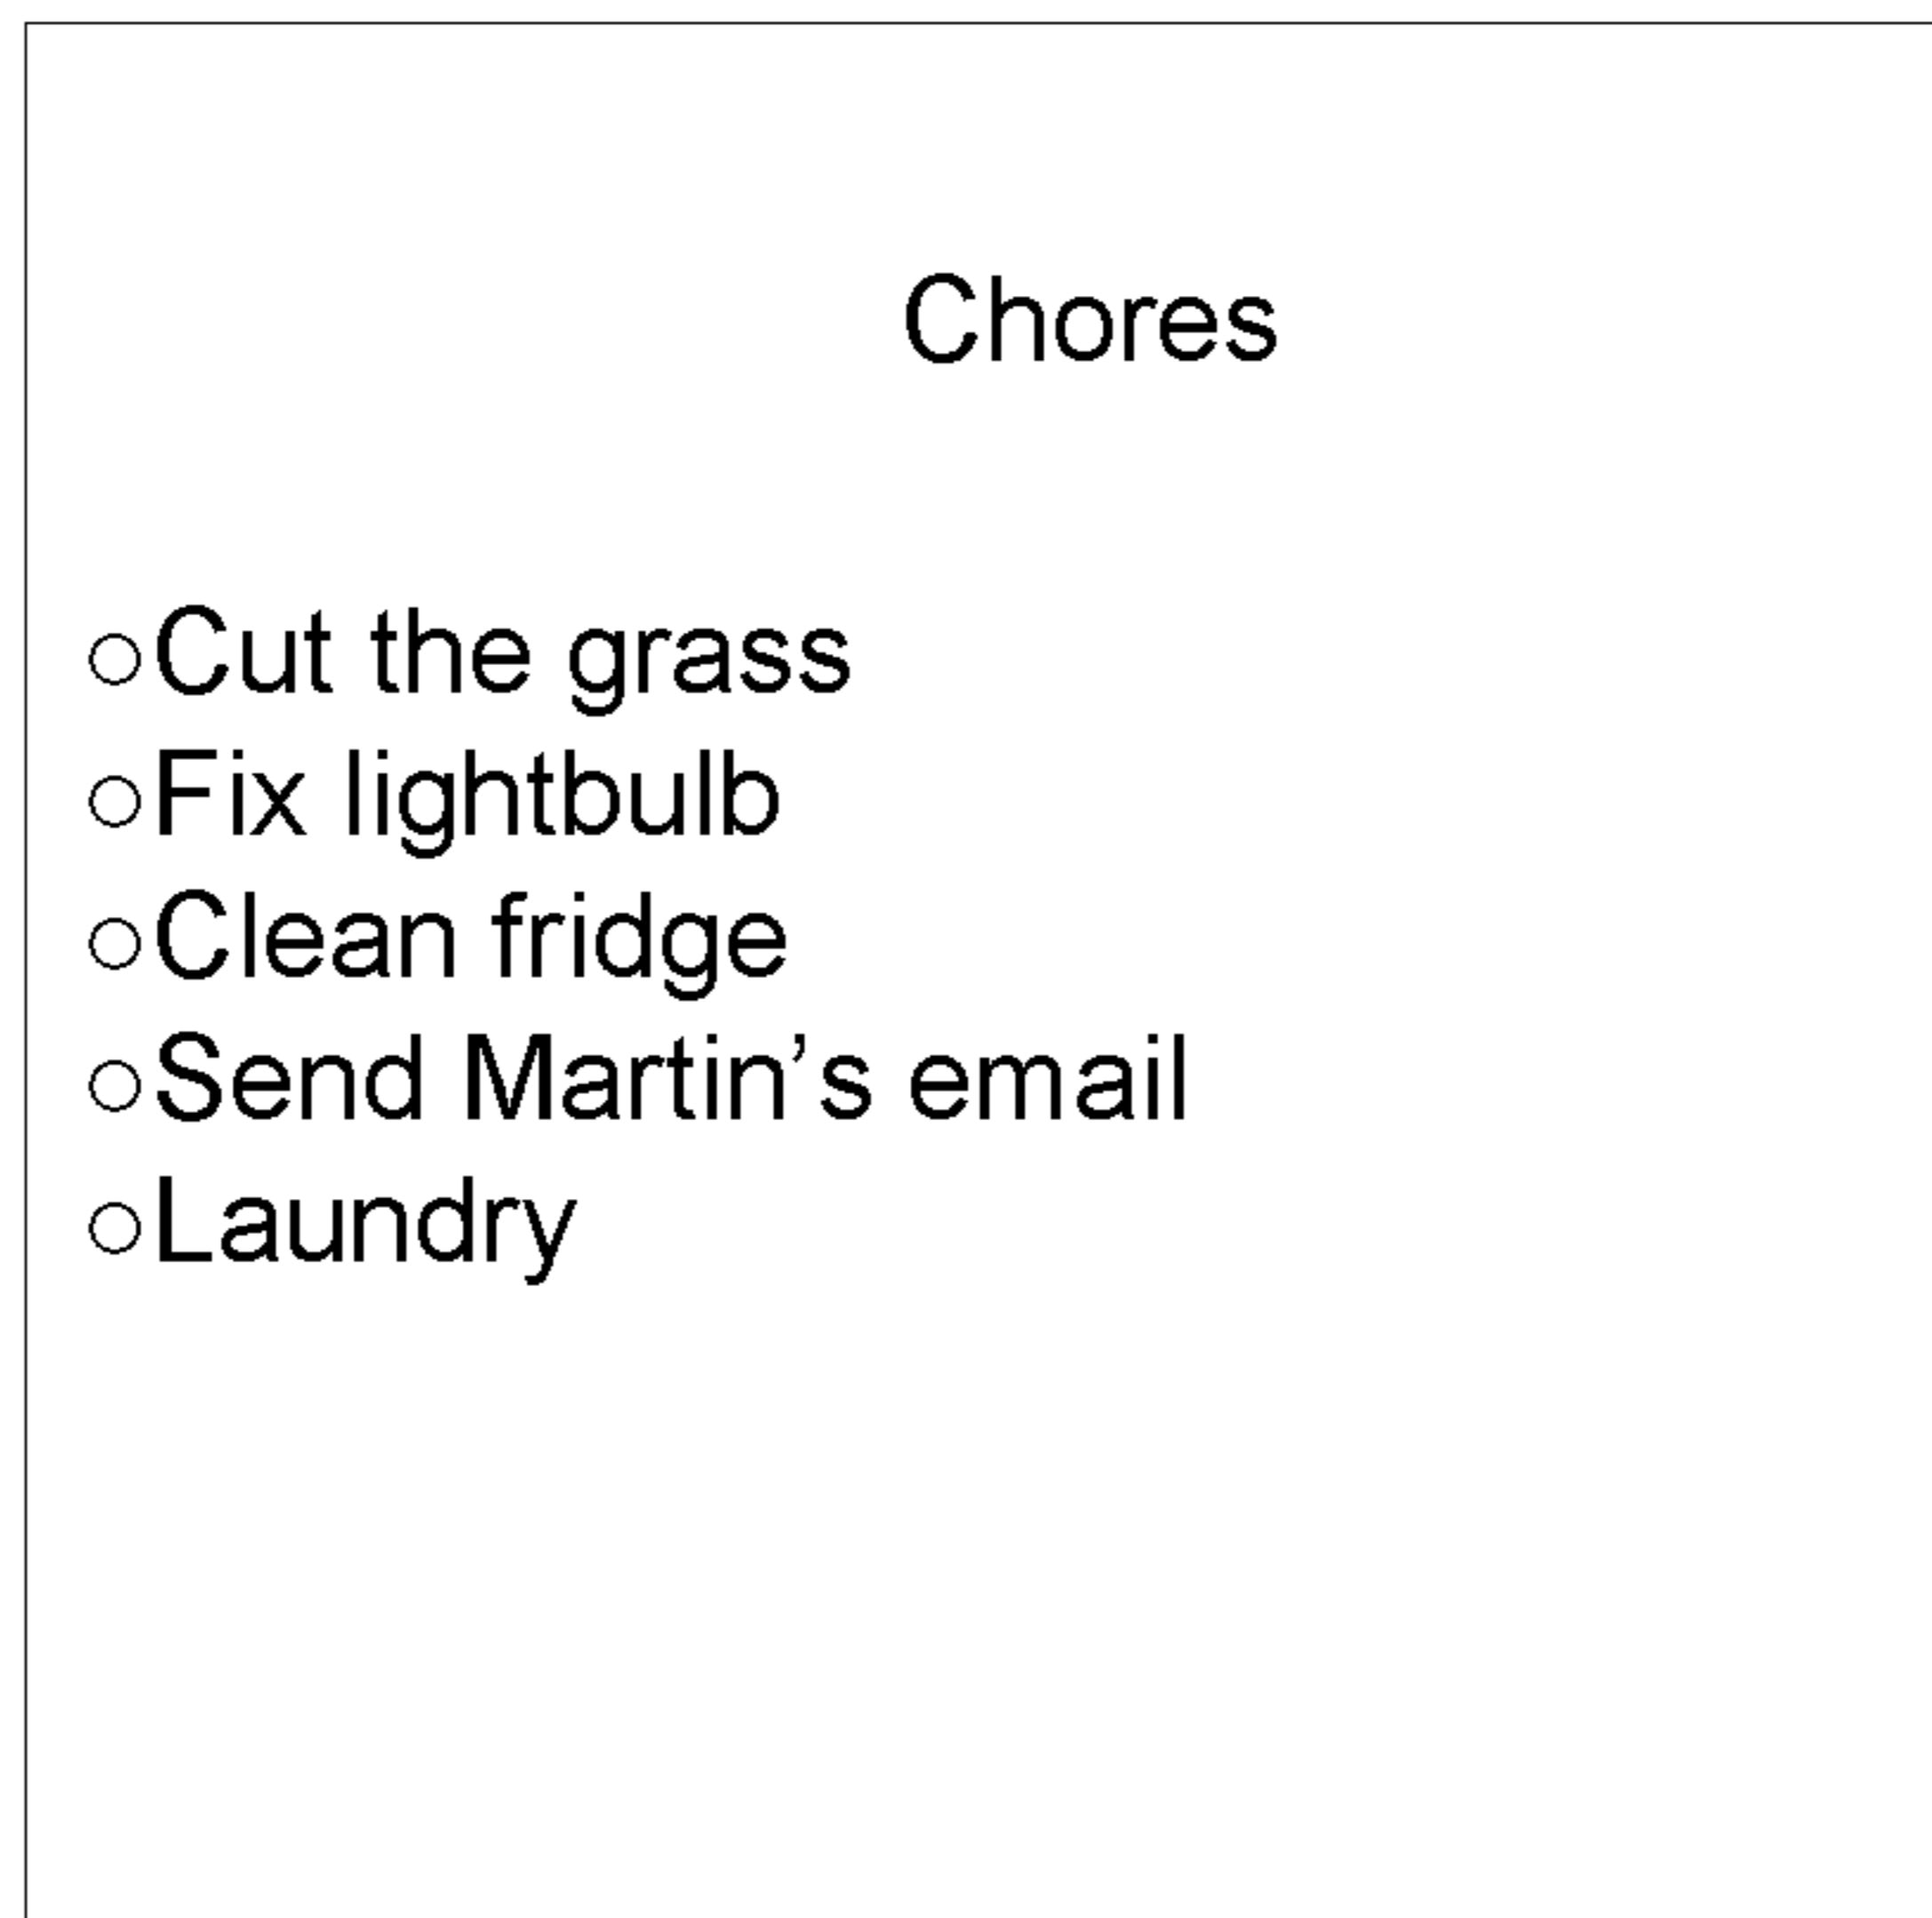 Chores
○Cut the grass
○Fix lightbulb
○Clean fridge
○Send Martin’s email
○Laundry